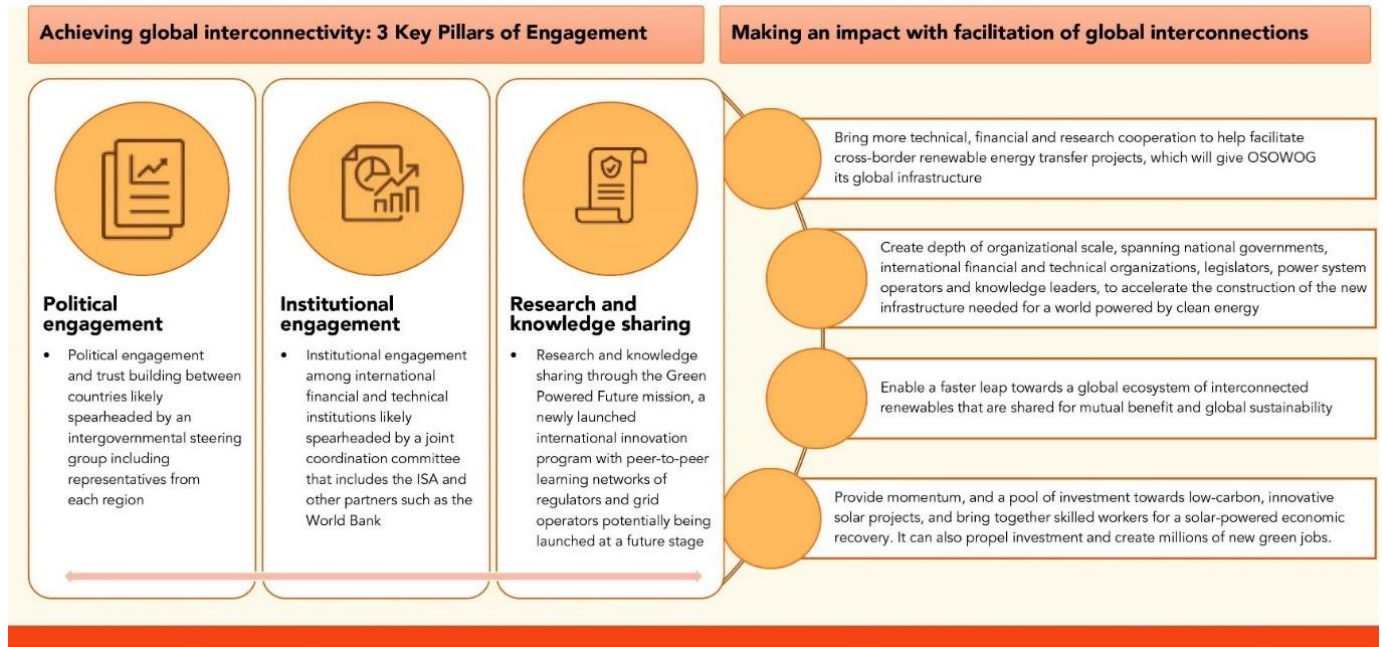 Achieving global interconnectivity: 3 Key Pillars of Engagement
Political
engagement
• Political engagement
and trust building between
countries likely
spearheaded by an
intergovernmental steering
group including
representatives from
each region
Institutional
engagement
• Institutional engagement
among international
financial and technical
institutions likely
spearheaded by a joint
coordination committee
that includes the ISA and
other partners such as the
World Bank
Research and
knowledge sharing
• Research and knowledge
sharing through the Green
Powered Future mission, a
newly launched
international innovation
program with peer-to-peer
learning networks of
regulators and grid
operators potentially being
launched at a future stage
Making an impact with facilitation of global interconnections
Bring more technical, financial and research cooperation to help facilitate
cross-border renewable energy transfer projects, which will give OSOWOG
its global infrastructure
Create depth of organizational scale, spanning national governments,
international financial and technical organizations, legislators, power system
operators and knowledge leaders, to accelerate the construction of the new
infrastructure needed for a world powered by clean energy
Enable a faster leap towards a global ecosystem of interconnected
renewables that are shared for mutual benefit and global sustainability
Provide momentum, and a pool of investment towards low-carbon, innovative
solar projects, and bring together skilled workers for a solar-powered economic
recovery. It can also propel investment and create millions of new green jobs.